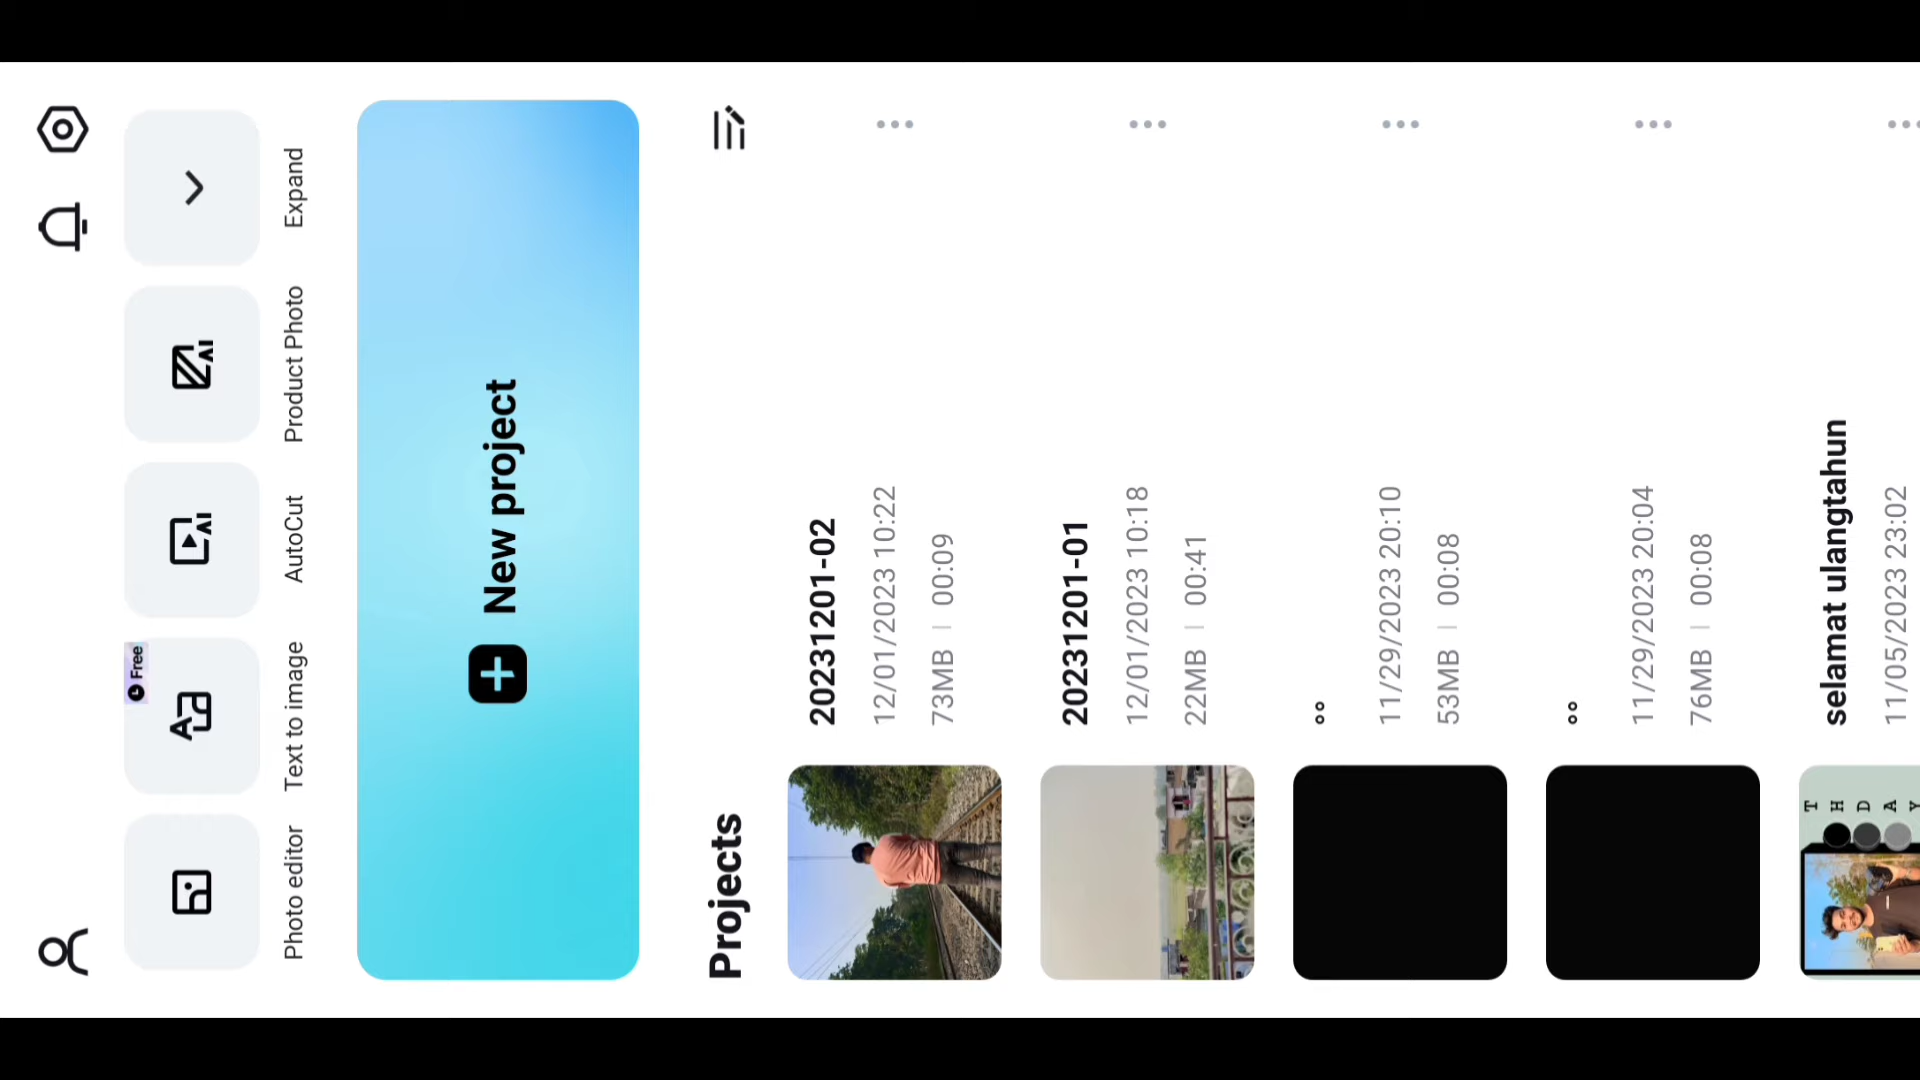 Free
Photo editor
Text to image
AutoCut
Product Photo
Expand
New project
Projects
20231201-02
12/01/2023 10:22
73MB | 00:09
20231201-01
12/01/2023 10:18
22MB | 00:41
°°
11/29/2023 20:10
53MB | 00:08
°°
11/29/2023 20:04
76MB | 00:08
selamat ulangtahun
11/05/2023 23:02
T
H
D
A
Y